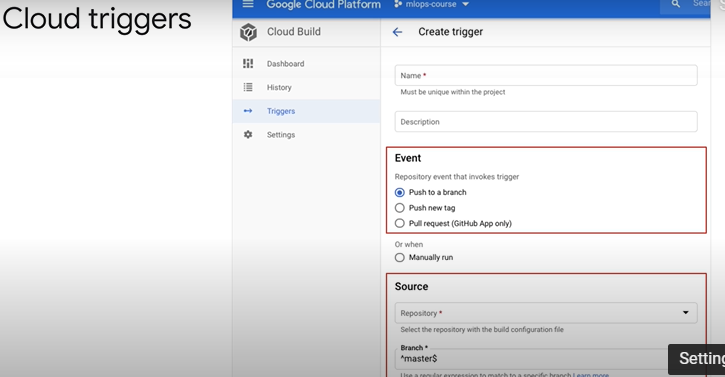 Cloud triggers
Google Cloud Platform
mlops-course
Cloud Build
Create trigger
Dashboard
History
Triggers
Settings
Name *
Must be unique within the project
Description
Event
Repository event that invokes trigger
Push to a branch
Push new tag
Pull request (GitHub App only)
Or when
Manually run
Source
Repository *
Select the repository with the build configuration file
Branch *
^master$
Use a regular expression to match to a specific branch Learn more